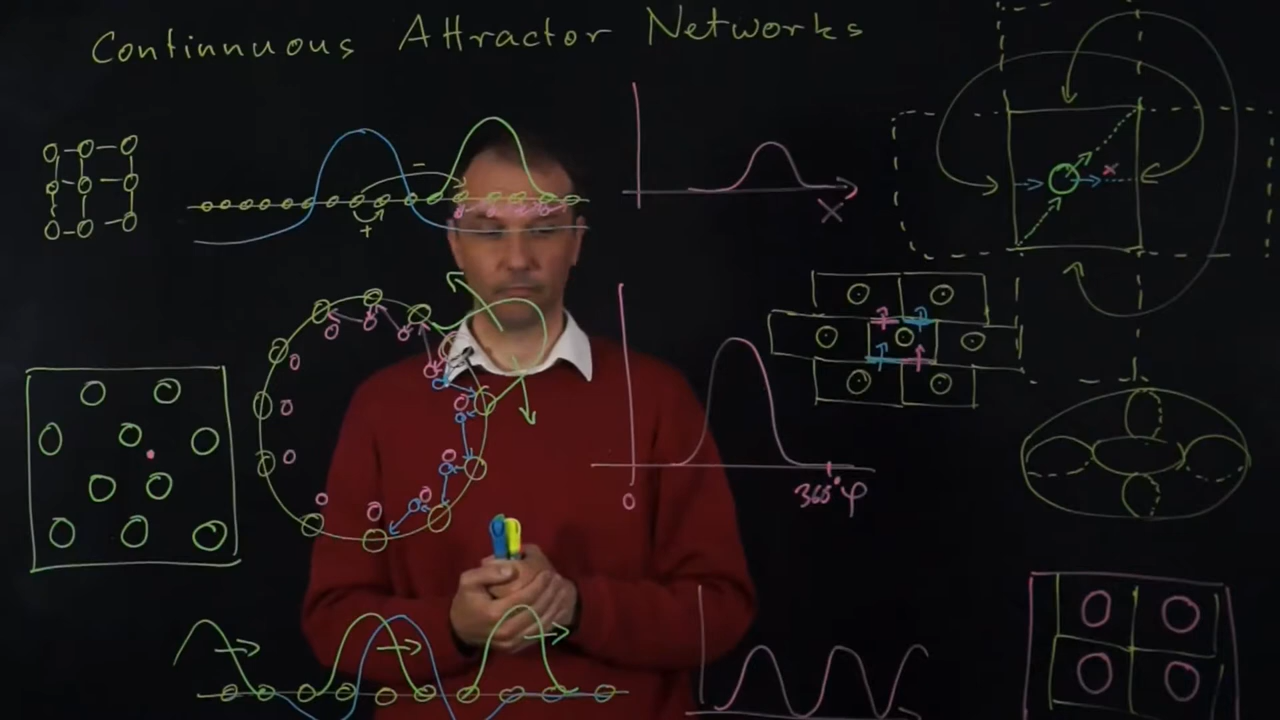 Continnuous Attractor Networks
−
+
x
X
0
360° φ